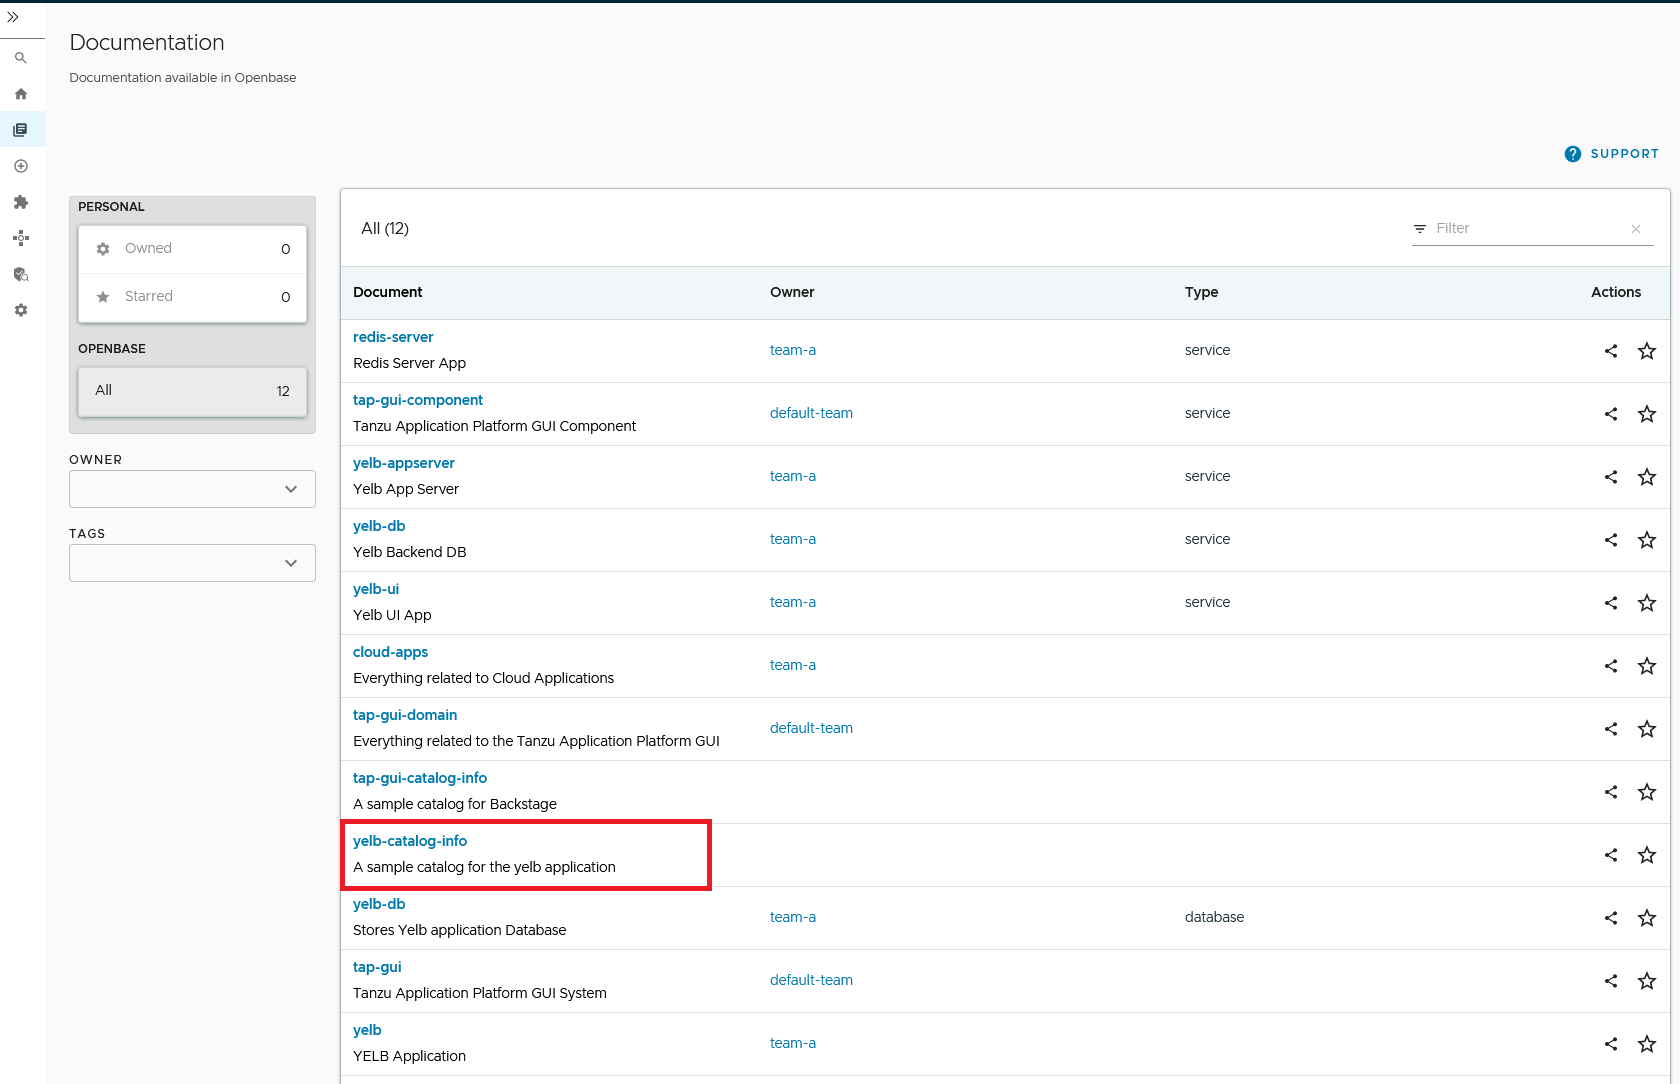 Documentation
Documentation available in Openbase
SUPPORT
PERSONAL
Owned 0
Starred 0
OPENBASE
All 12
OWNER
TAGS
All (12)
Filter
Document Owner Type Actions
redis-server
Redis Server App
team-a service
tap-gui-component
Tanzu Application Platform GUI Component
default-team service
yelb-appserver
Yelb App Server
team-a service
yelb-db
Yelb Backend DB
team-a service
yelb-ui
Yelb UI App
team-a service
cloud-apps
Everything related to Cloud Applications
team-a
tap-gui-domain
Everything related to the Tanzu Application Platform GUI
default-team
tap-gui-catalog-info
A sample catalog for Backstage
yelb-catalog-info
A sample catalog for the yelb application
yelb-db
Stores Yelb application Database
team-a database
tap-gui
Tanzu Application Platform GUI System
default-team
yelb
YELB Application
team-a